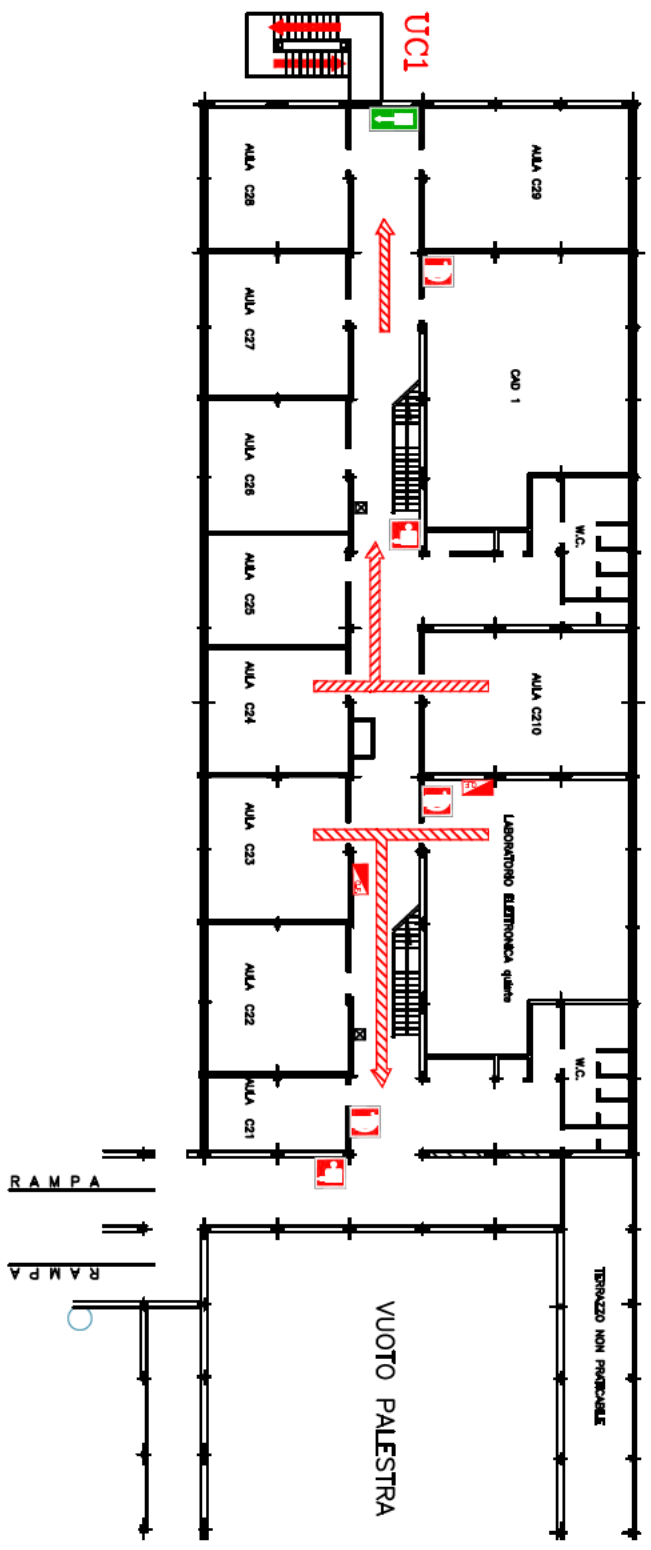 UC1
AULA C29
AULA C28
AULA C27
CAD 1
AULA C26
W.C.
AULA C25
AULA C24
AULA C210
Q.E.
AULA C23
LABORATORIO ELETTRONICA quinte
Q.E.
AULA C22
W.C.
AULA C21
RAMPA
RAMPA
TERRAZZO NON PRATICABILE
VUOTO PALESTRA